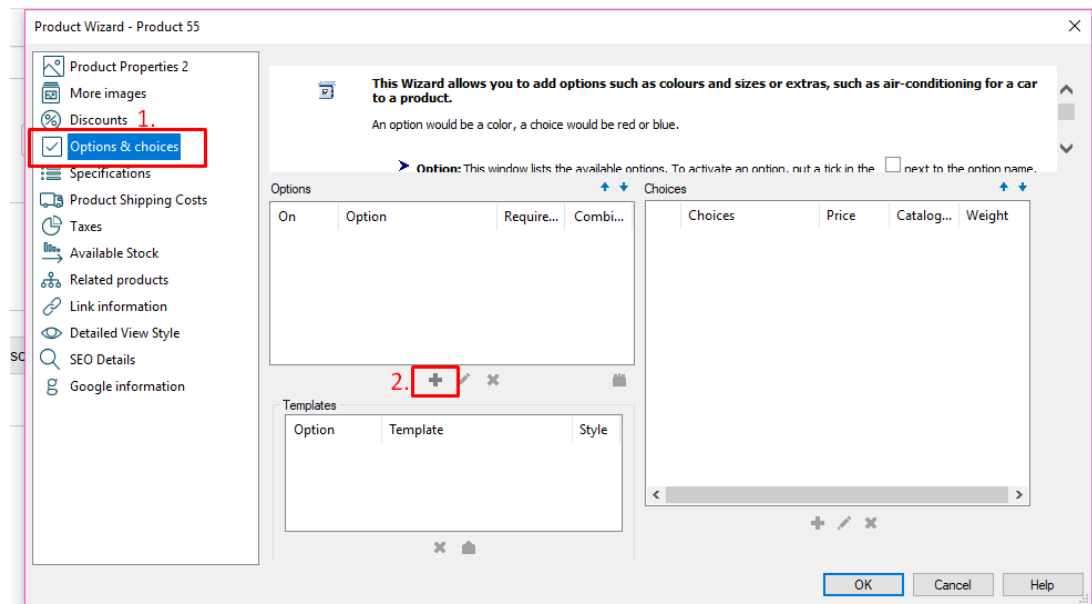 Product Wizard - Product 55
Product Properties 2
More images
Discounts 1.
Options & choices
Specifications
Product Shipping Costs
Taxes
Available Stock
Related products
Link information
Detailed View Style
SEO Details
Google information
This Wizard allows you to add options such as colours and sizes or extras, such as air-conditioning for a car
to a product.
An option would be a color, a choice would be red or blue.
Option: This window lists the available options. To activate an option, put a tick in the next to the option name.
Options
On Option Require... Combi...
2.
Templates
Option Template Style
Choices
Choices Price Catalog... Weight
OK Cancel Help